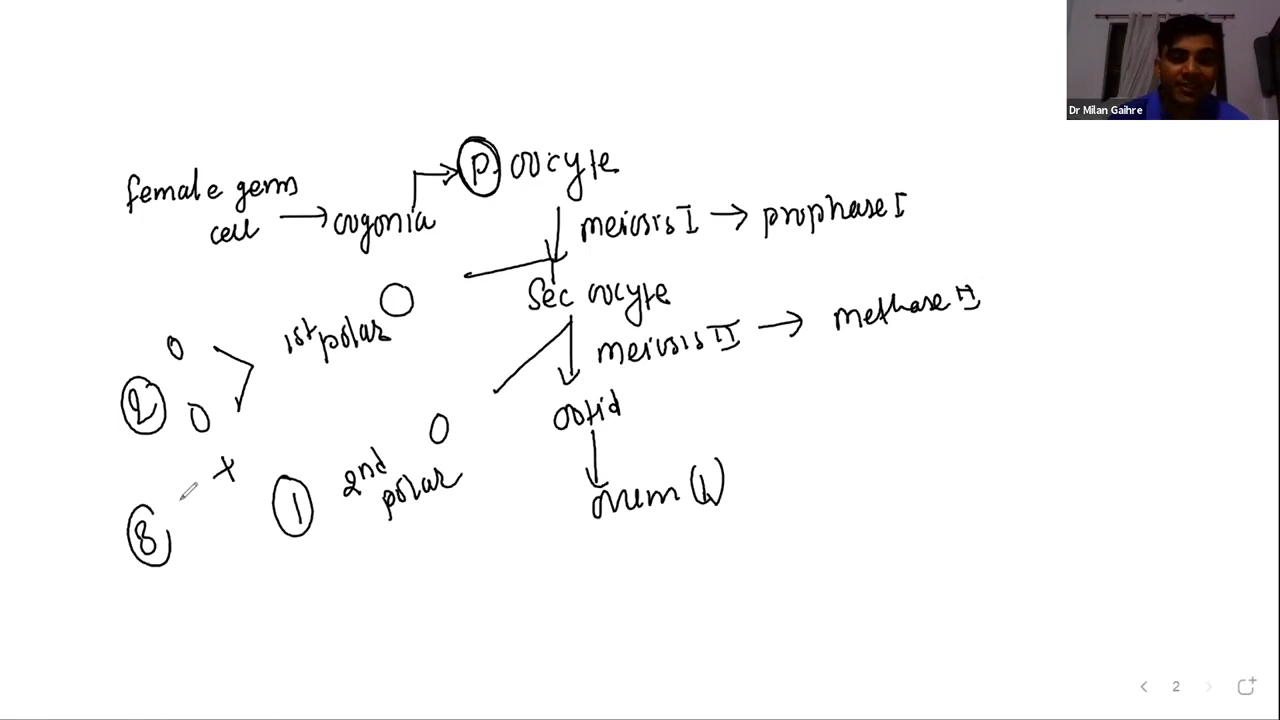 Dr Milan Gaihre
P. oocyte
female germ
cell → oogonia
meiosis I → prophase I
Sec oocyte
1st polar
meiosis II → methase II
2
ootid
2nd
polar
1
ovum (1)
+
8
2